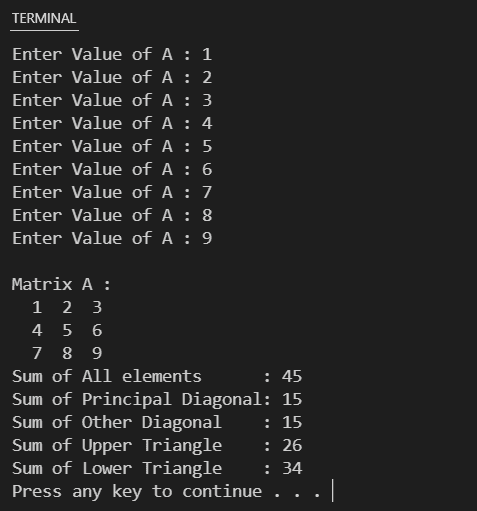 TERMINAL
Enter Value of A : 1
Enter Value of A : 2
Enter Value of A : 3
Enter Value of A : 4
Enter Value of A : 5
Enter Value of A : 6
Enter Value of A : 7
Enter Value of A : 8
Enter Value of A : 9
Matrix A :
  1  2  3
  4  5  6
  7  8  9
Sum of All elements      : 45
Sum of Principal Diagonal: 15
Sum of Other Diagonal    : 15
Sum of Upper Triangle    : 26
Sum of Lower Triangle    : 34
Press any key to continue . . .